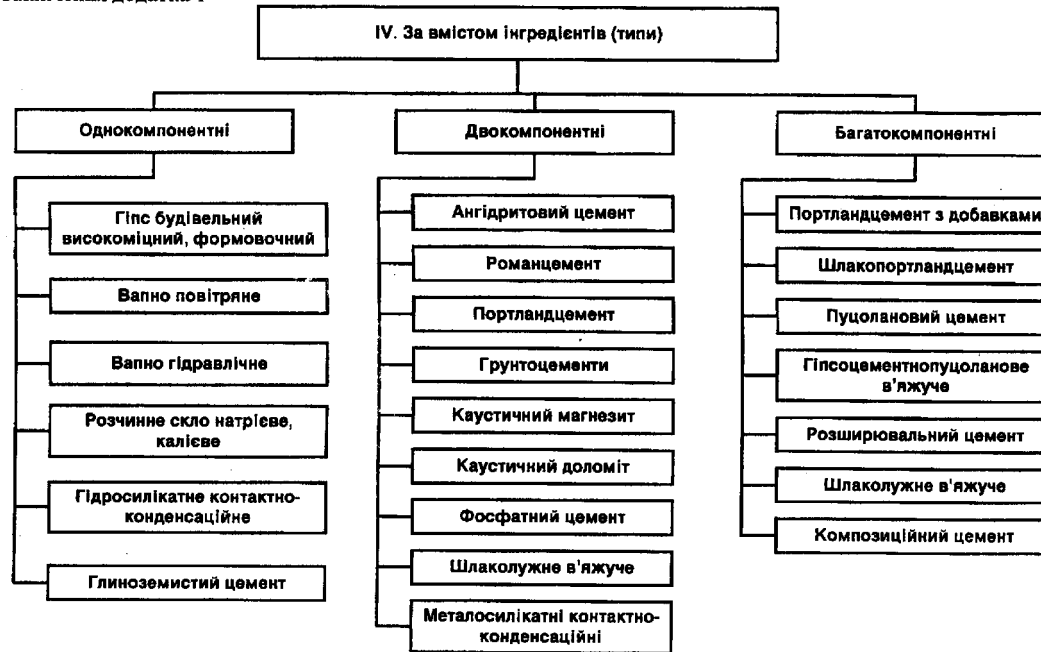 IV. За вмістом інгредієнтів (типи)
Однокомпонентні
Гіпс будівельний
високоміцний, формовочний
Вапно повітряне
Вапно гідравлічне
Розчинне скло натрієве,
калієве
Гідросилікатне контактно-
конденсаційне
Глиноземистий цемент
Двокомпонентні
Ангідритовий цемент
Романцемент
Портландцемент
Грунтоцементи
Каустичний магнезит
Каустичний доломіт
Фосфатний цемент
Шлаколужне в'яжуче
Металосилікатні контактно-
конденсаційні
Багатокомпонентні
Портландцемент з добавками
Шлакопортландцемент
Пуцолановий цемент
Гіпсоцементнопуцоланове
в'яжуче
Розширювальний цемент
Шлаколужне в'яжуче
Композиційний цемент